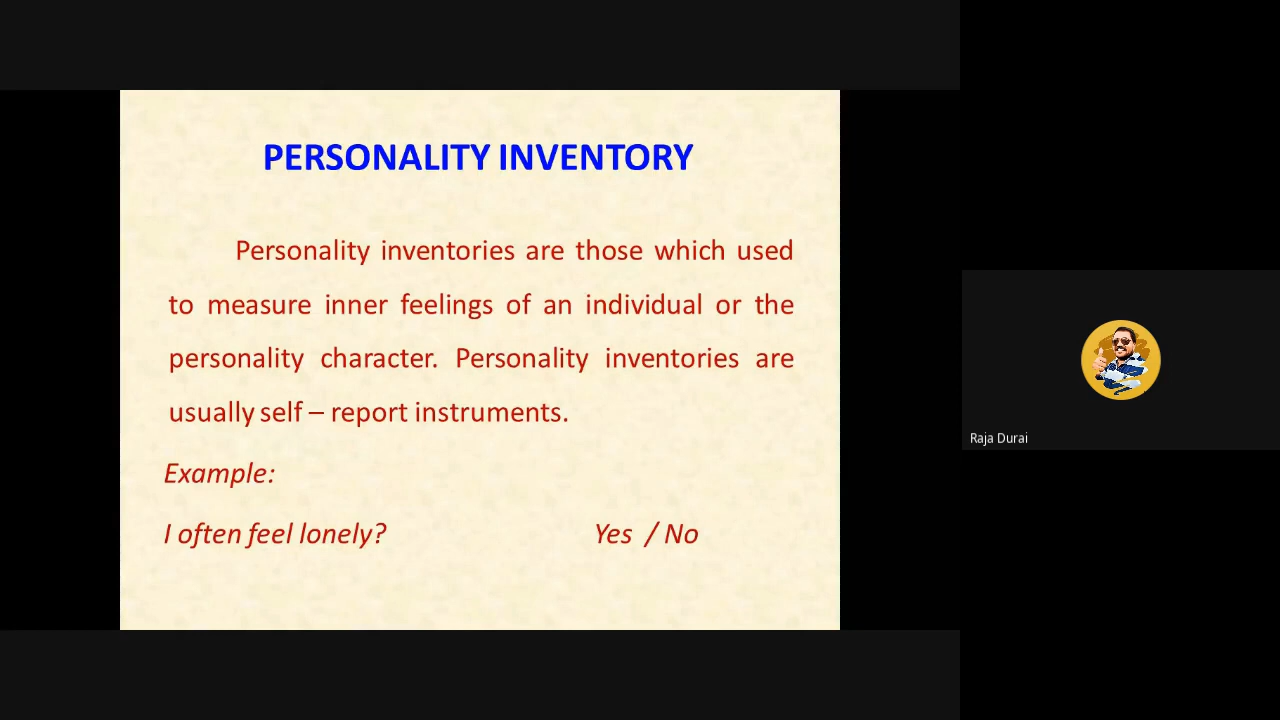 PERSONALITY INVENTORY
Personality inventories are those which used
to measure inner feelings of an individual or the
personality character. Personality inventories are
usually self – report instruments.
Example:
I often feel lonely? Yes / No
Raja Durai